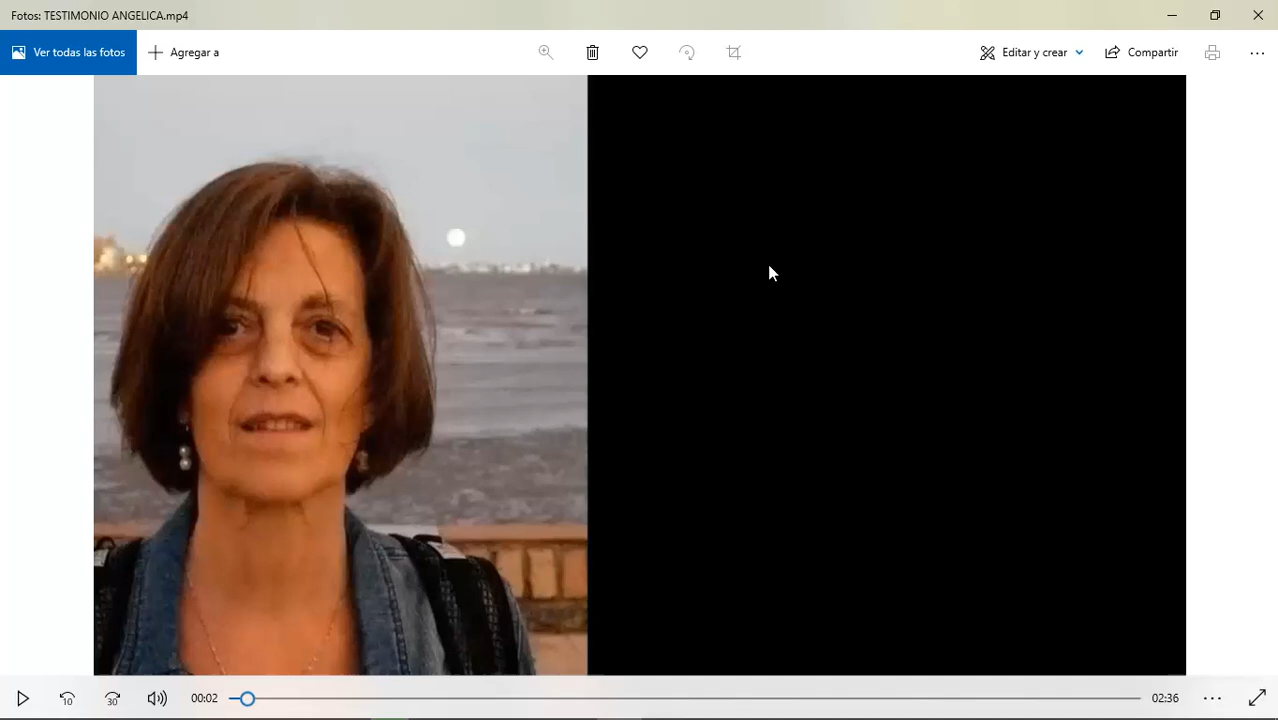 Fotos: TESTIMONIO ANGELICA.mp4
Ver todas las fotos
Agregar a
Editar y crear
Compartir
10
30
00:02
02:36